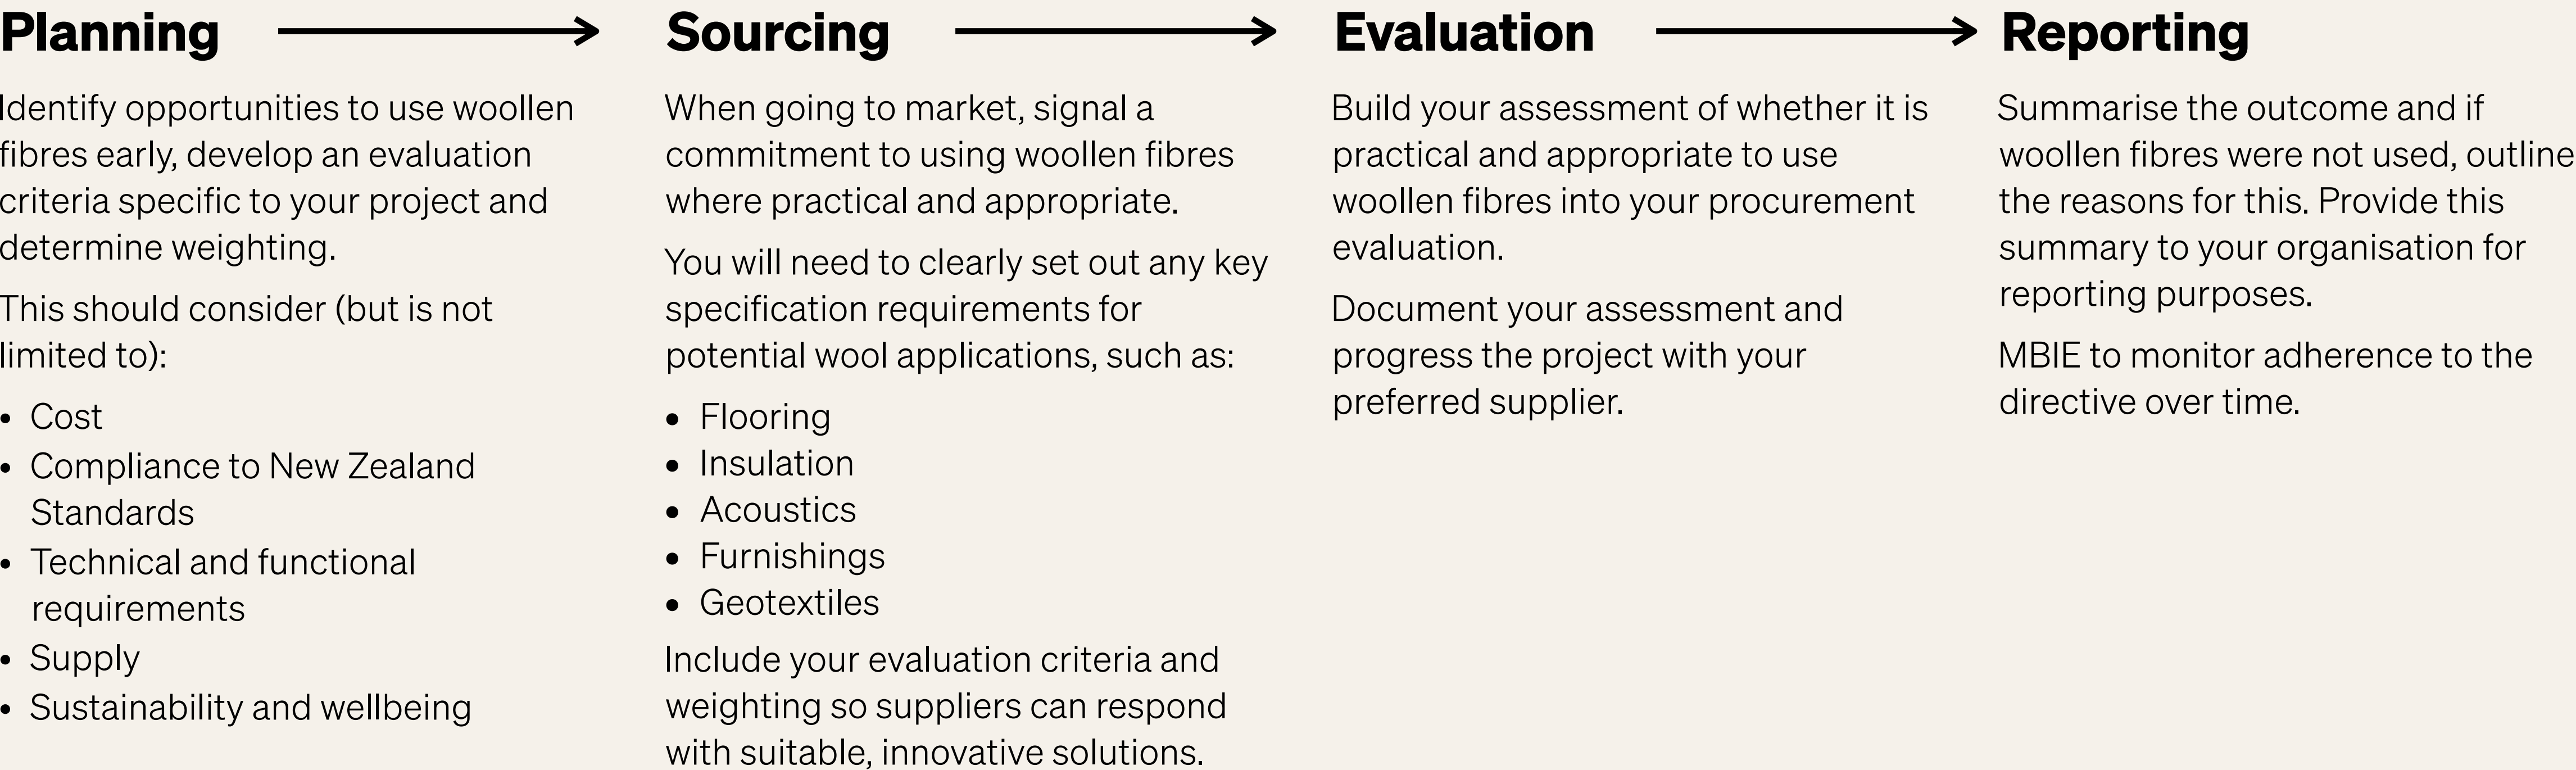 Planning
Identify opportunities to use woollen
fibres early, develop an evaluation
criteria specific to your project and
determine weighting.
This should consider (but is not
limited to):
• Cost
• Compliance to New Zealand
Standards
• Technical and functional
requirements
• Supply
• Sustainability and wellbeing
Sourcing
When going to market, signal a
commitment to using woollen fibres
where practical and appropriate.
You will need to clearly set out any key
specification requirements for
potential wool applications, such as:
• Flooring
• Insulation
• Acoustics
• Furnishings
• Geotextiles
Include your evaluation criteria and
weighting so suppliers can respond
with suitable, innovative solutions.
Evaluation
Build your assessment of whether it is
practical and appropriate to use
woollen fibres into your procurement
evaluation.
Document your assessment and
progress the project with your
preferred supplier.
Reporting
Summarise the outcome and if
woollen fibres were not used, outline
the reasons for this. Provide this
summary to your organisation for
reporting purposes.
MBIE to monitor adherence to the
directive over time.